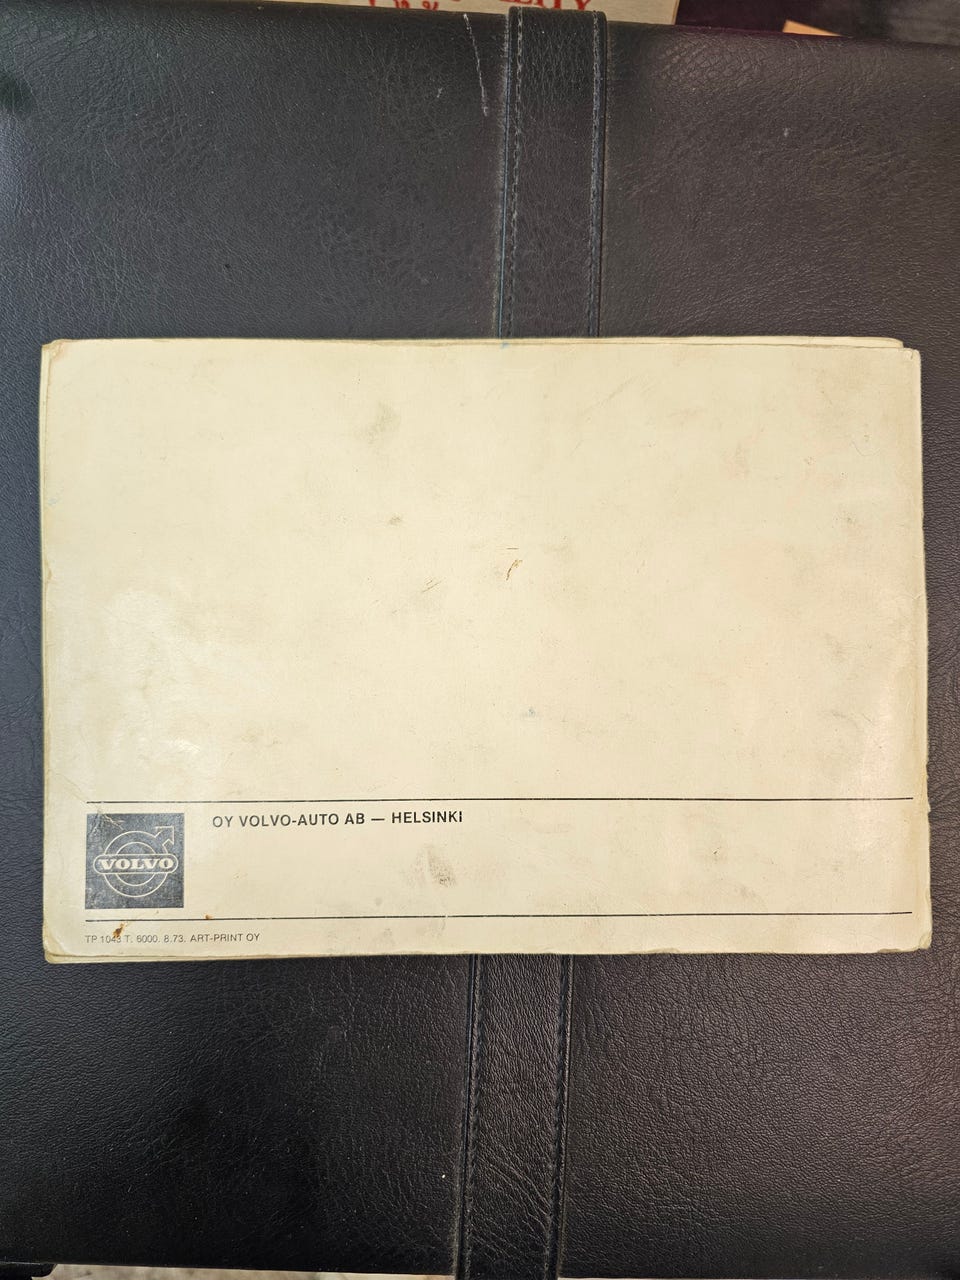 OY VOLVO-AUTO AB — HELSINKI
VOLVO
TP 1043 T. 6000. 8.73. ART-PRINT OY